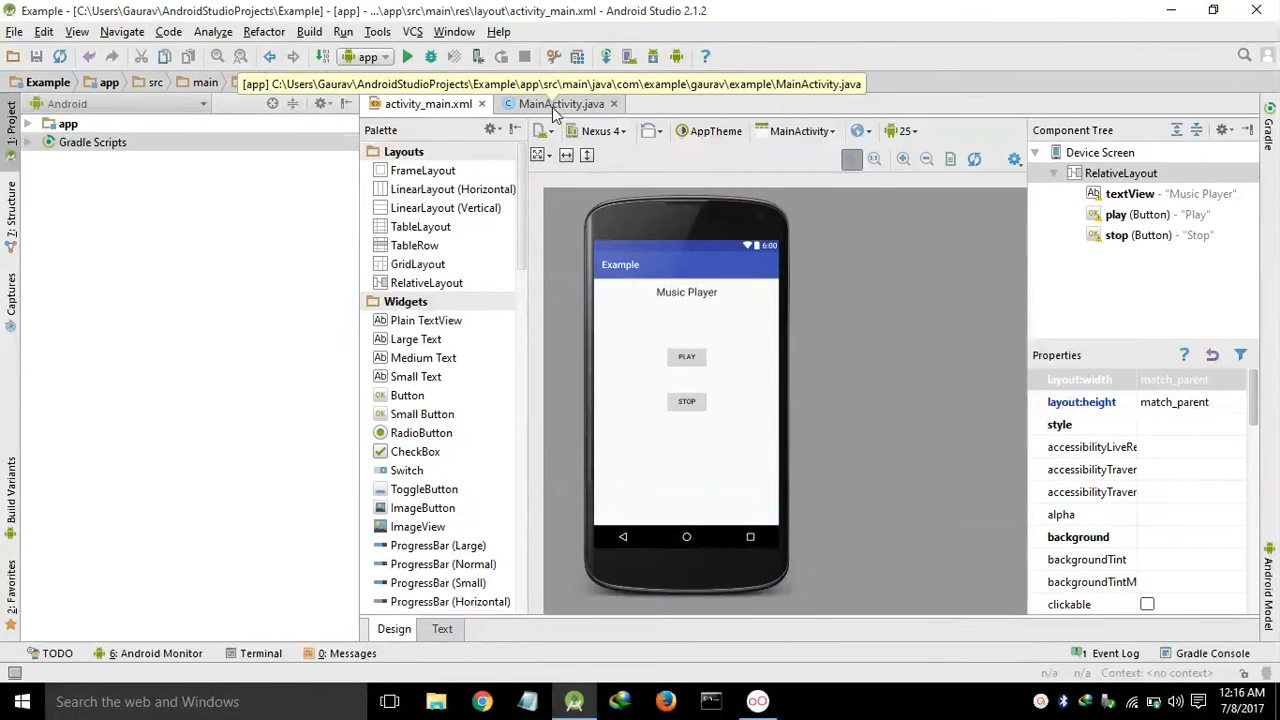 Example - [C:\Users\Gaurav\AndroidStudioProjects\Example] - [app] - ...\app\src\main\res\layout\activity_main.xml - Android Studio 2.1.2
File Edit View Navigate Code Analyze Refactor Build Run Tools VCS Window Help
app
Example app src main
[app] C:\Users\Gaurav\AndroidStudioProjects\Example\app\src\main\java\com\example\gaurav\example\MainActivity.java
Android
activity_main.xml MainActivity.java
1: Project
7: Structure
Captures
Build Variants
2: Favorites
app
Gradle Scripts
Palette
Layouts
FrameLayout
LinearLayout (Horizontal)
LinearLayout (Vertical)
TableLayout
TableRow
GridLayout
RelativeLayout
Widgets
Plain TextView
Large Text
Medium Text
Small Text
Button
Small Button
RadioButton
CheckBox
Switch
ToggleButton
ImageButton
ImageView
ProgressBar (Large)
ProgressBar (Normal)
ProgressBar (Small)
ProgressBar (Horizontal)
Nexus 4 AppTheme MainActivity 25
6:00
Example
Music Player
PLAY
STOP
Component Tree
Device Screen
RelativeLayout
textView - "Music Player"
play (Button) - "Play"
stop (Button) - "Stop"
Properties
layout:width match_parent
layout:height match_parent
style
accessibilityLiveRe
accessibilityTraver
accessibilityTraver
alpha
background
backgroundTint
backgroundTintM
clickable
Gradle
Android Model
Design Text
TODO 6: Android Monitor Terminal 0: Messages 1 Event Log Gradle Console
n/a n/a Context: <no context>
Search the web and Windows
12:16 AM
7/8/2017